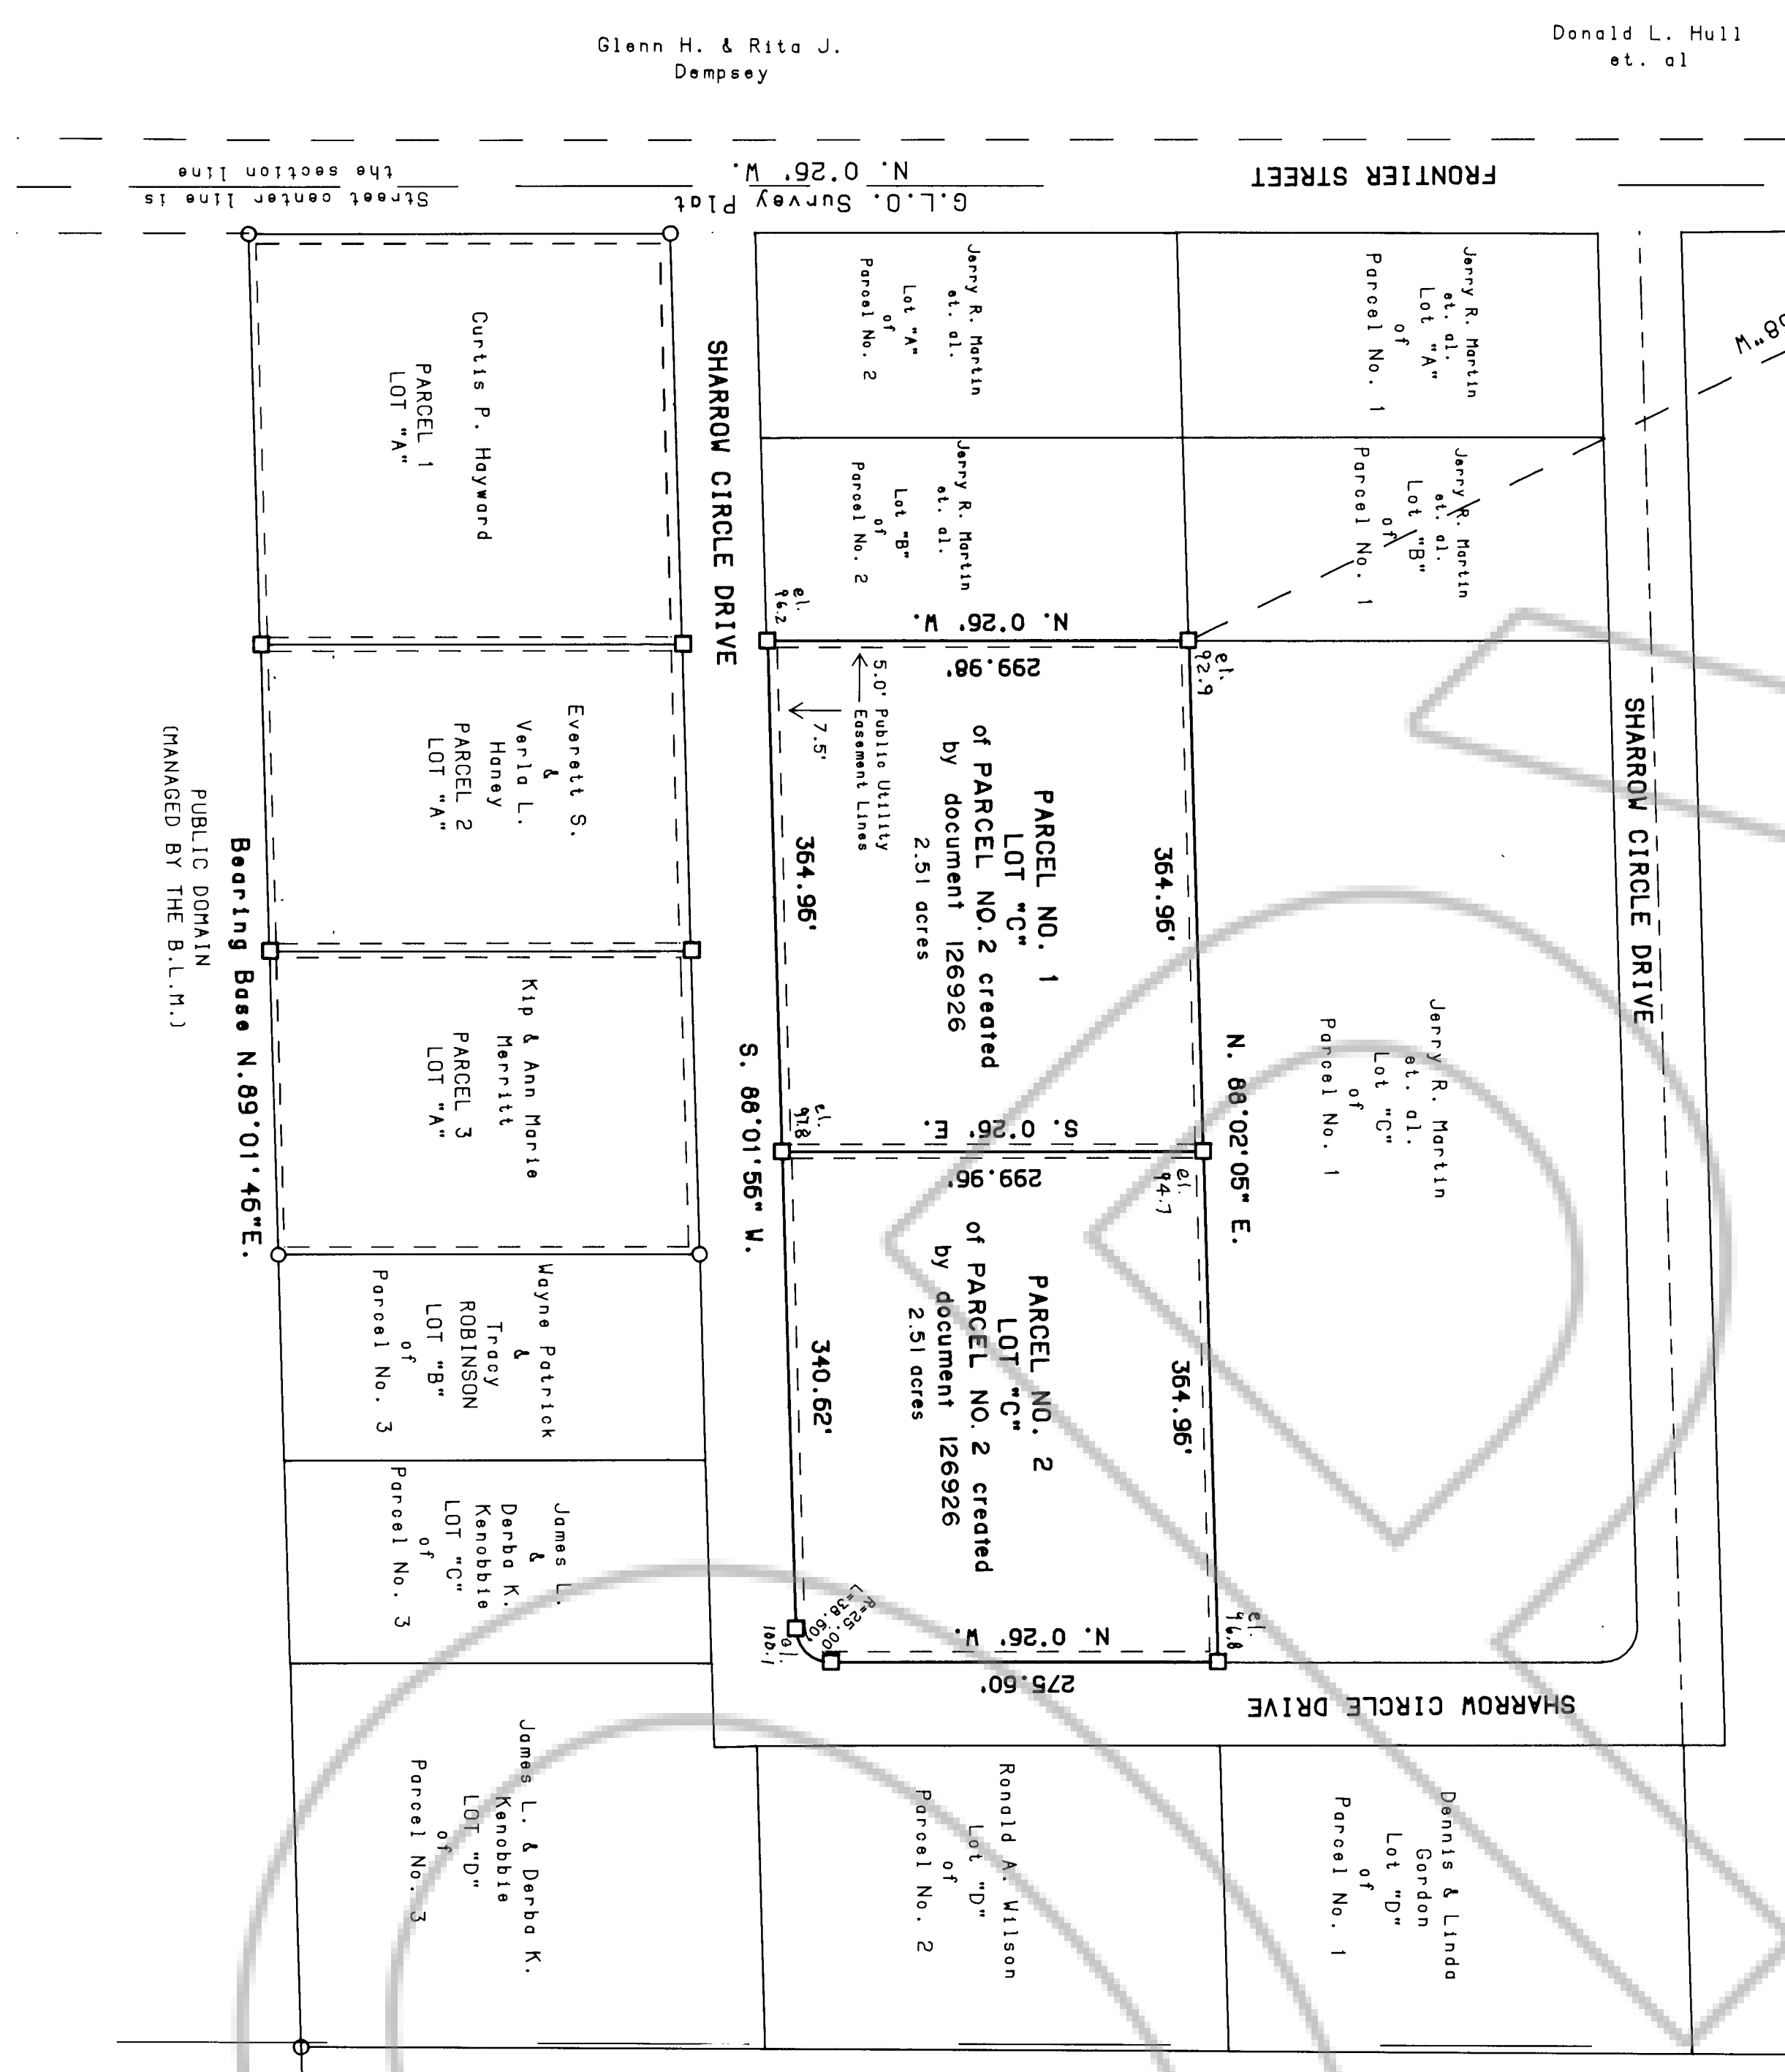 Glenn H. & Rita J.
Dempsey
Donald L. Hull
et. al
Street center line is
the section line
G.L.O. Survey Plat
N. 0°26' W.
FRONTIER STREET
Curtis P. Hayward
PARCEL 1
LOT "A"
SHARROW CIRCLE DRIVE
Jerry R. Martin
et. al.
Lot "A"
of
Parcel No. 2
Jerry R. Martin
et. al.
Lot "A"
of
Parcel No. 1
Jerry R. Martin
et. al.
Lot "B"
of
Parcel No. 2
Jerry R. Martin
et. al.
Lot "B"
of
Parcel No. 1
el.
96.2
N. 0°26' W.
299.98'
el.
92.9
5.0' Public Utility
Easement Lines
7.5'
Everett S.
&
Verla L.
Haney
PARCEL 2
LOT "A"
PUBLIC DOMAIN
(MANAGED BY THE B.L.M.)
Bearing Base N.89°01'46"E.
364.96'
PARCEL NO. 1
LOT "C"
of PARCEL NO.2 created
by document 126926
2.51 acres
364.96'
SHARROW CIRCLE DRIVE
Kip & Ann Marie
Merritt
PARCEL 3
LOT "A"
S. 88°01'56" W.
N. 88°02'05" E.
Jerry R. Martin
et. al.
Lot "C"
of
Parcel No. 1
el.
97.8
S. 0°26' E.
299.96'
el.
94.7
Wayne Patrick
&
Tracy
ROBINSON
LOT "B"
of
Parcel No. 3
340.62'
PARCEL NO. 2
LOT "C"
of PARCEL NO.2 created
by document 126926
2.51 acres
364.96'
James L.
&
Derba K.
Kenobbie
LOT "C"
of
Parcel No. 3
R=25.00'
L=38.60'
el.
100.1
N. 0°26' W.
275.60'
el.
96.8
SHARROW CIRCLE DRIVE
James L. & Derba K.
Kenobbie
LOT "D"
of
Parcel No. 3
Ronald A. Wilson
Lot "D"
of
Parcel No. 2
Dennis & Linda
Gordon
Lot "D"
of
Parcel No. 1